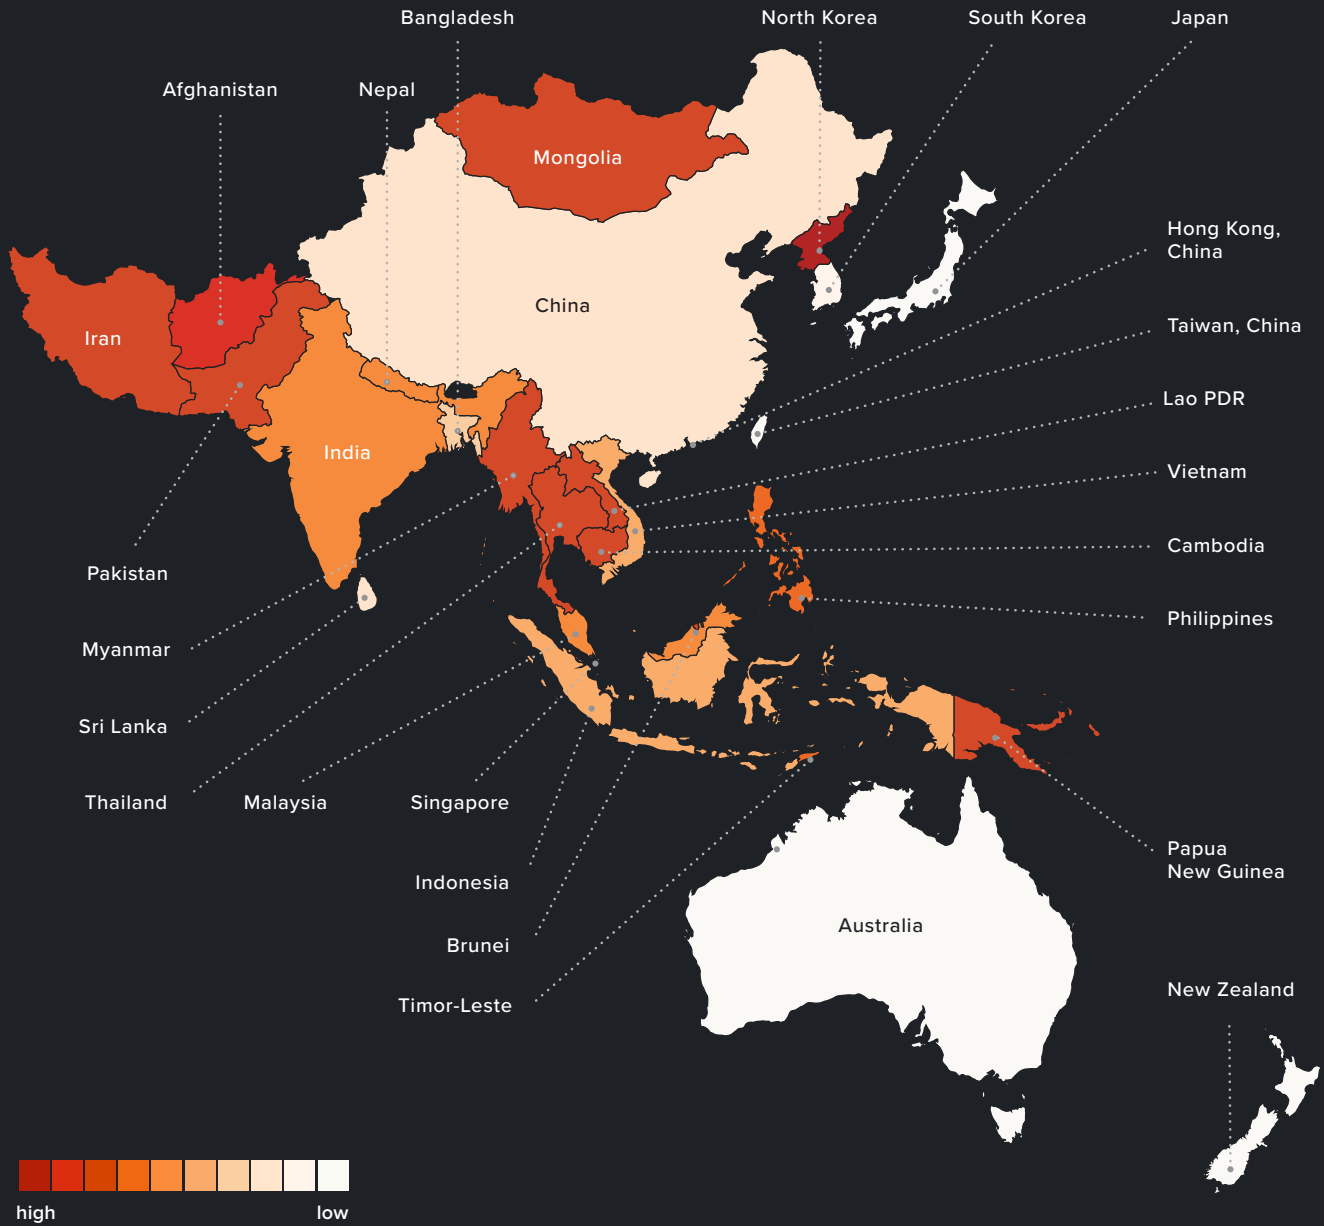 Bangladesh
North Korea
South Korea
Japan
Afghanistan
Nepal
Mongolia
Hong Kong,
China
China
Taiwan, China
Iran
Lao PDR
India
Vietnam
Cambodia
Pakistan
Philippines
Myanmar
Sri Lanka
Thailand
Malaysia
Singapore
Papua
New Guinea
Indonesia
Australia
Brunei
New Zealand
Timor-Leste
high
low